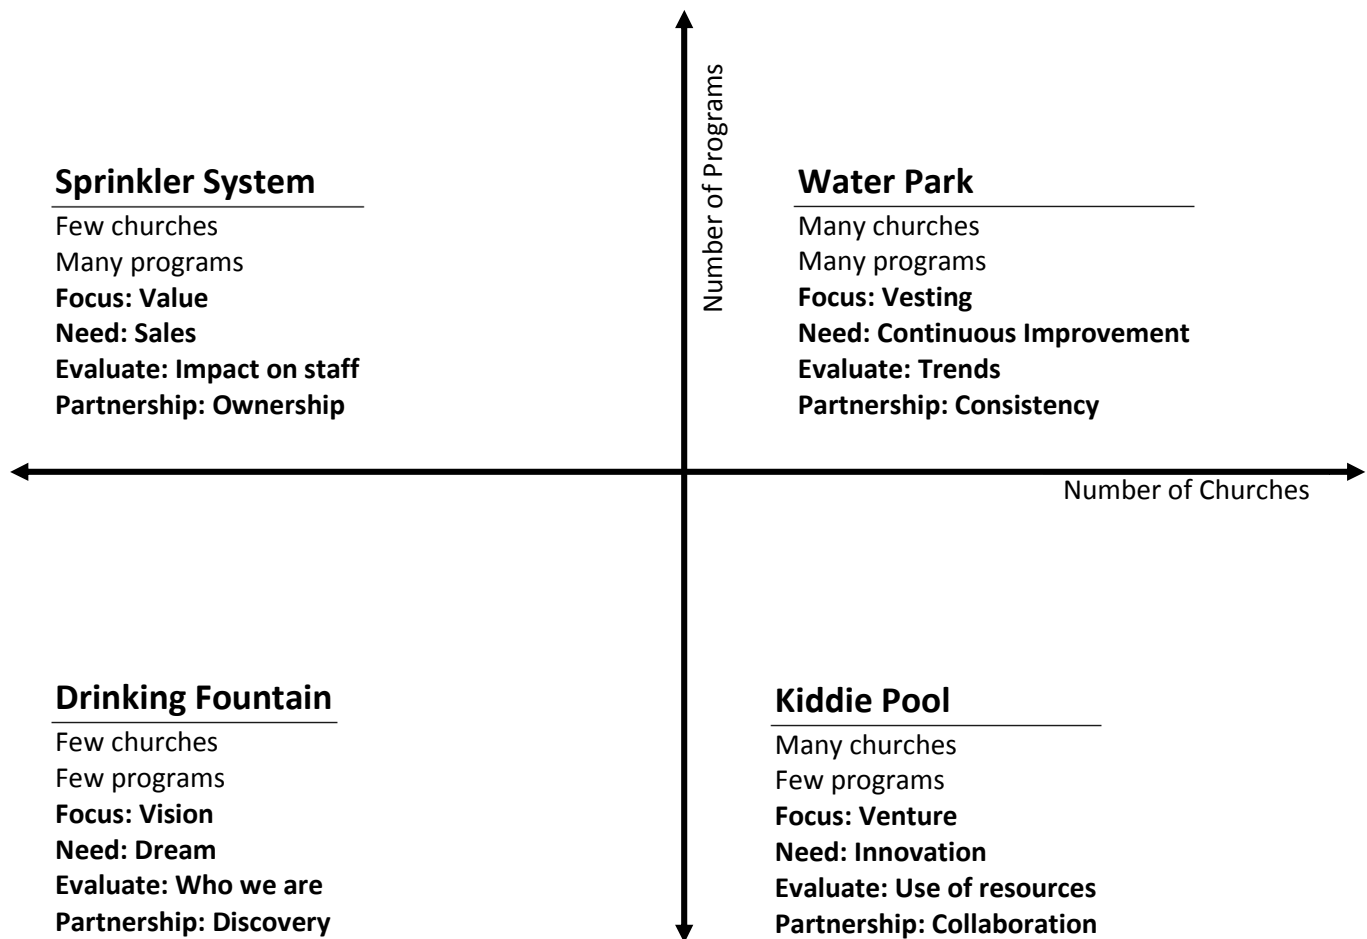 Number of Programs
Sprinkler System
Few churches
Many programs
Focus: Value
Need: Sales
Evaluate: Impact on staff
Partnership: Ownership
Water Park
Many churches
Many programs
Focus: Vesting
Need: Continuous Improvement
Evaluate: Trends
Partnership: Consistency
Number of Churches
Drinking Fountain
Few churches
Few programs
Focus: Vision
Need: Dream
Evaluate: Who we are
Partnership: Discovery
Kiddie Pool
Many churches
Few programs
Focus: Venture
Need: Innovation
Evaluate: Use of resources
Partnership: Collaboration